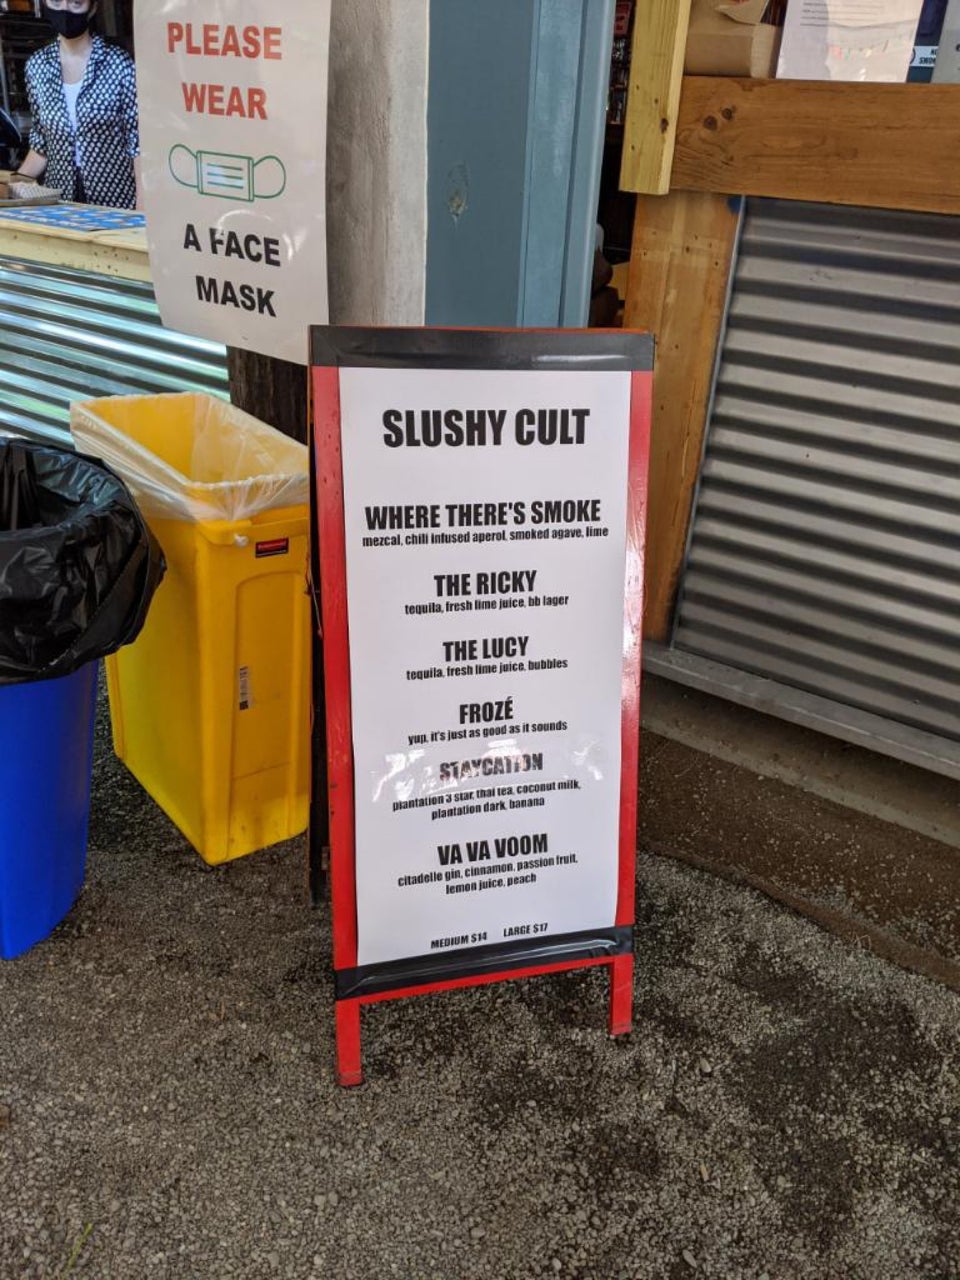 PLEASE
WEAR
A FACE
MASK
SLUSHY CULT
WHERE THERE'S SMOKE
mezcal, chili infused aperol, smoked agave, lime
THE RICKY
tequila, fresh lime juice, bb lager
THE LUCY
tequila, fresh lime juice, bubbles
FROZÉ
yup, it's just as good as it sounds
STAYCATION
plantation 3 star, thai tea, coconut milk,
plantation dark, banana
VA VA VOOM
citadelle gin, cinnamon, passion fruit,
lemon juice, peach
MEDIUM $14 LARGE $17